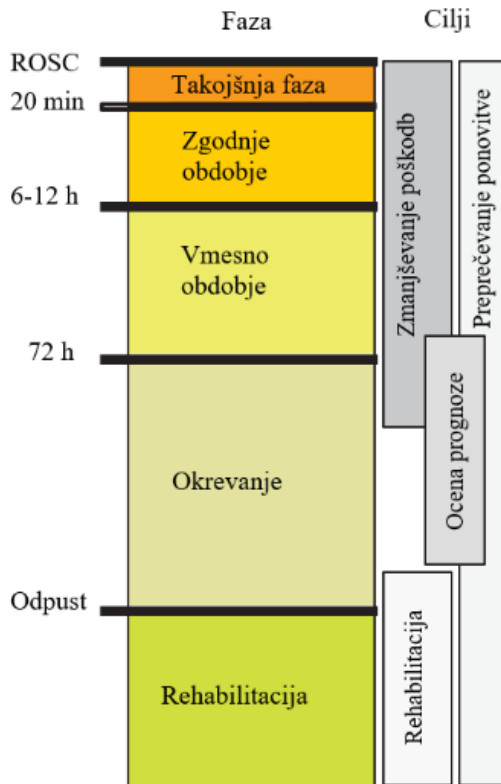 Faza
Cilji
ROSC
Takojšnja faza
20 min
Zgodnje
obdobje
6-12 h
Vmesno
obdobje
72 h
Okrevanje
Odpust
Rehabilitacija
Zmanjševanje poškodb
Preprečevanje ponovitve
Ocena prognoze
Rehabilitacija